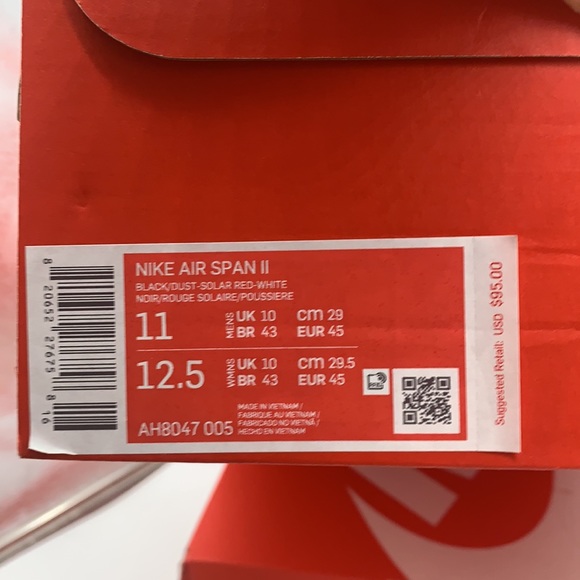 NIKE AIR SPAN II
BLACK/DUST-SOLAR RED-WHITE
NOIR/ROUGE SOLAIRE/POUSSIERE
11 MENS UK 10 cm 29
BR 43 EUR 45
12.5 WMNS UK 10 cm 29.5
BR 43 EUR 45
MADE IN VIETNAM /
FABRIQUE AU VIETNAM /
FABRICADO NO VIETNÃ /
HECHO EN VIETNAM
AH8047 005
8 20652 27675 8 16
Suggested Retail: USD $95.00